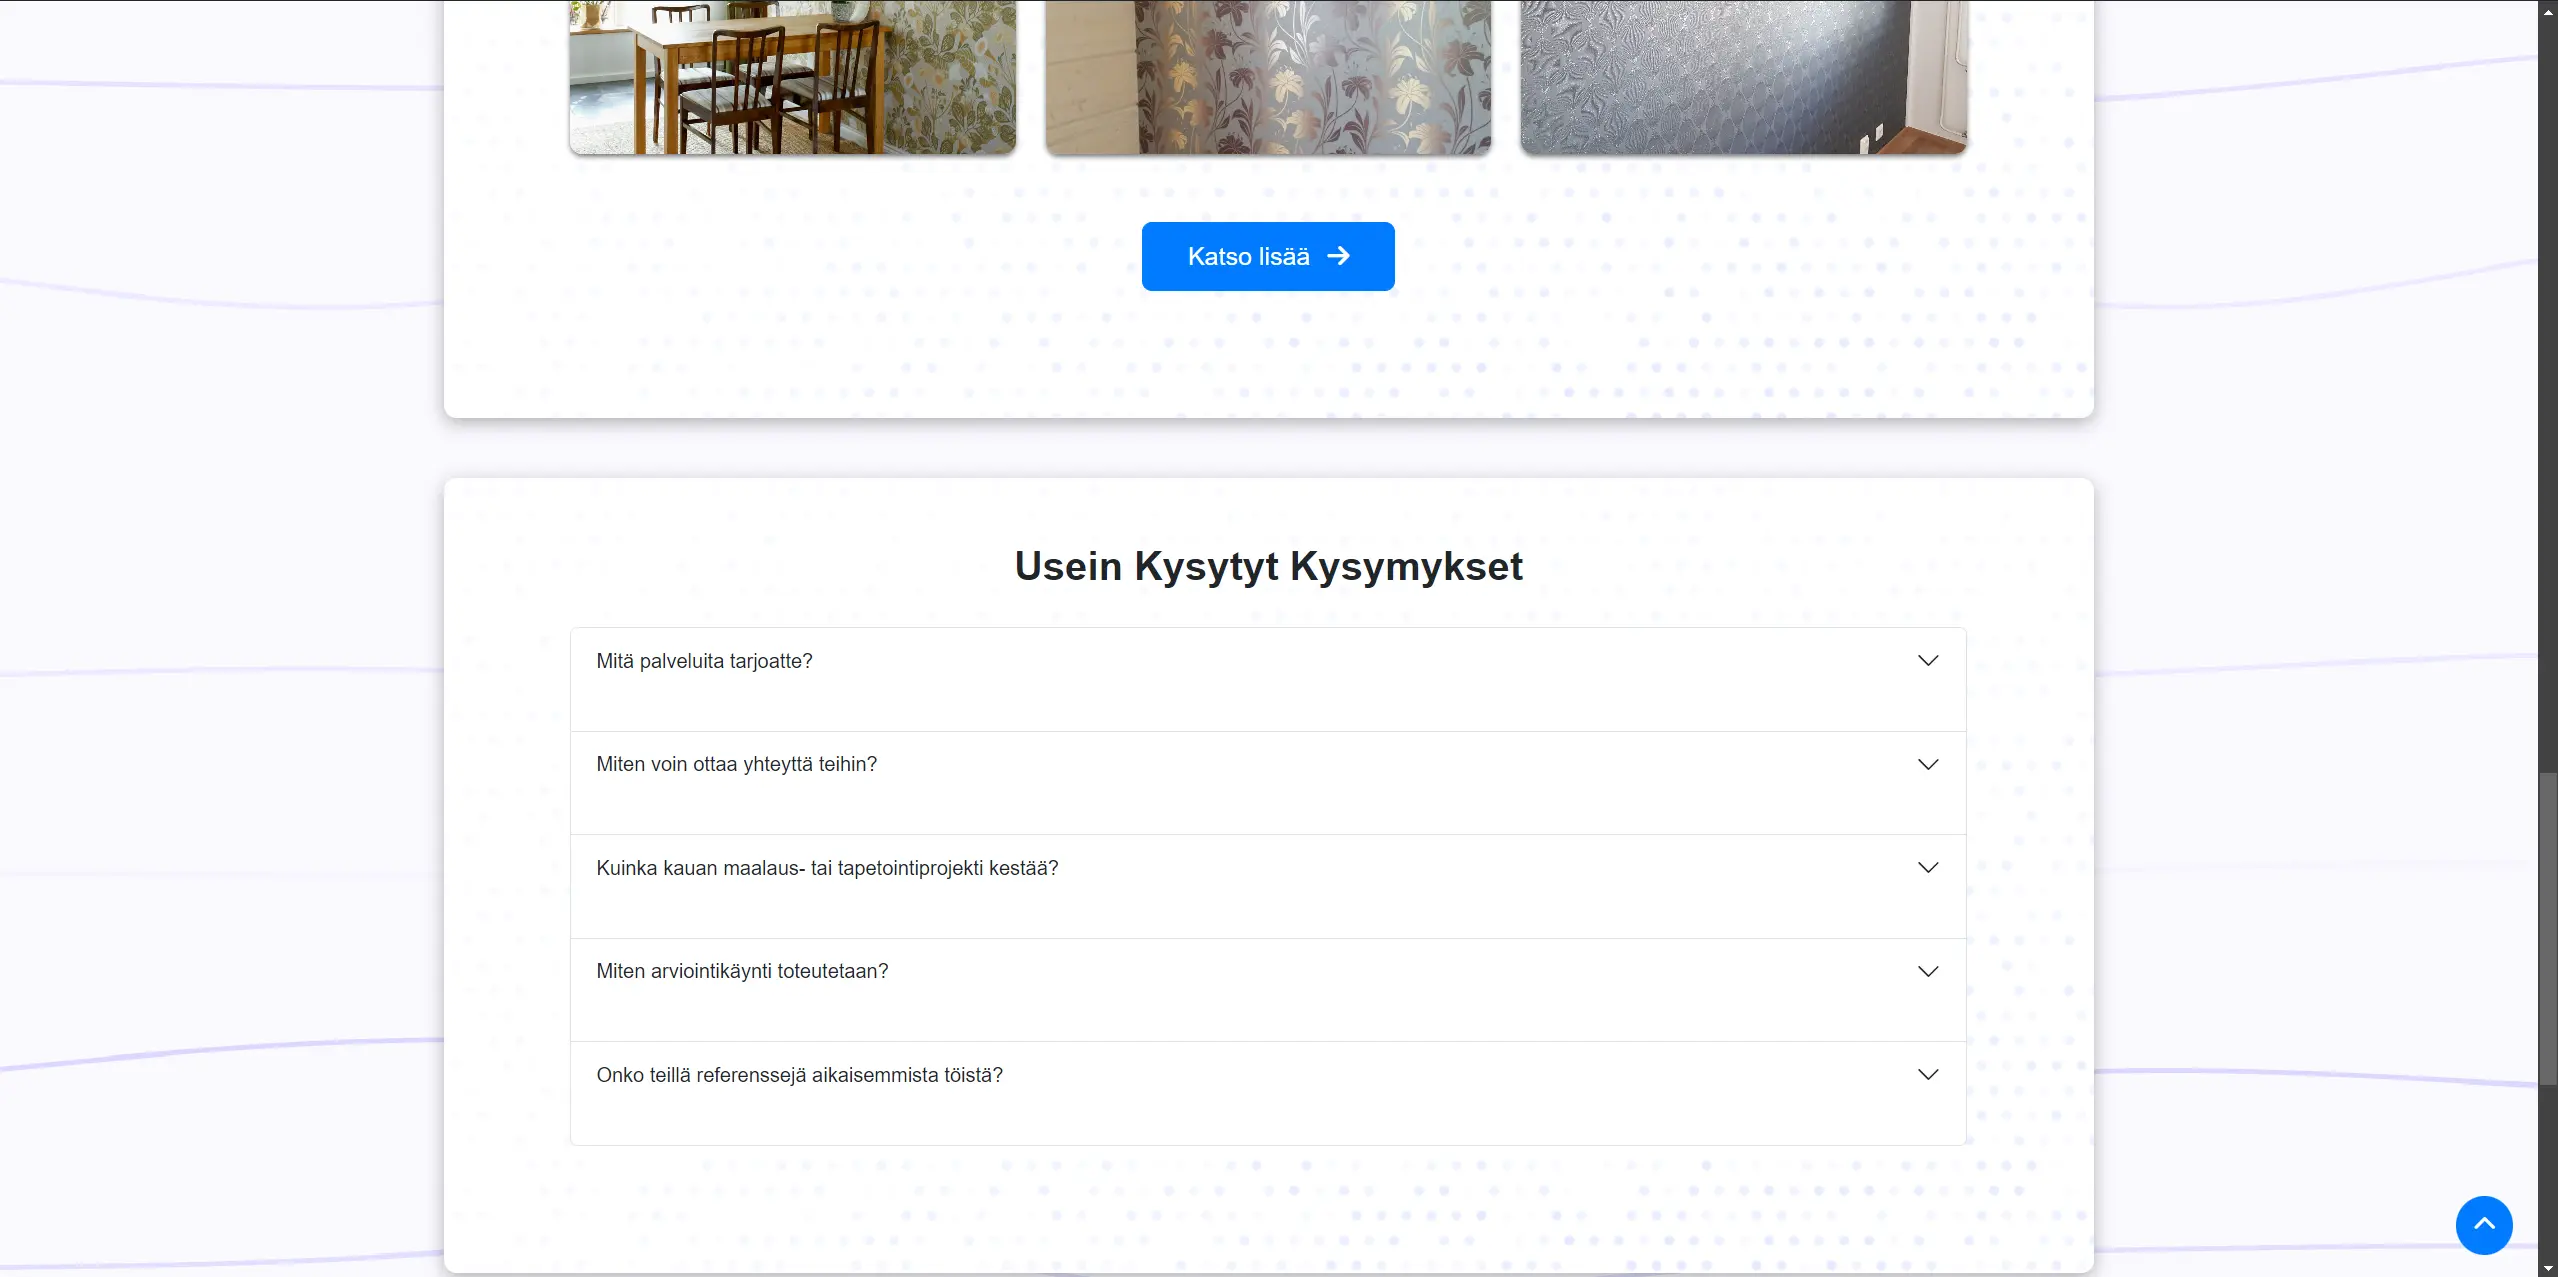 Katso lisää
Usein Kysytyt Kysymykset
Mitä palveluita tarjoatte?
Miten voin ottaa yhteyttä teihin?
Kuinka kauan maalaus- tai tapetointiprojekti kestää?
Miten arviointikäynti toteutetaan?
Onko teillä referenssejä aikaisemmista töistä?